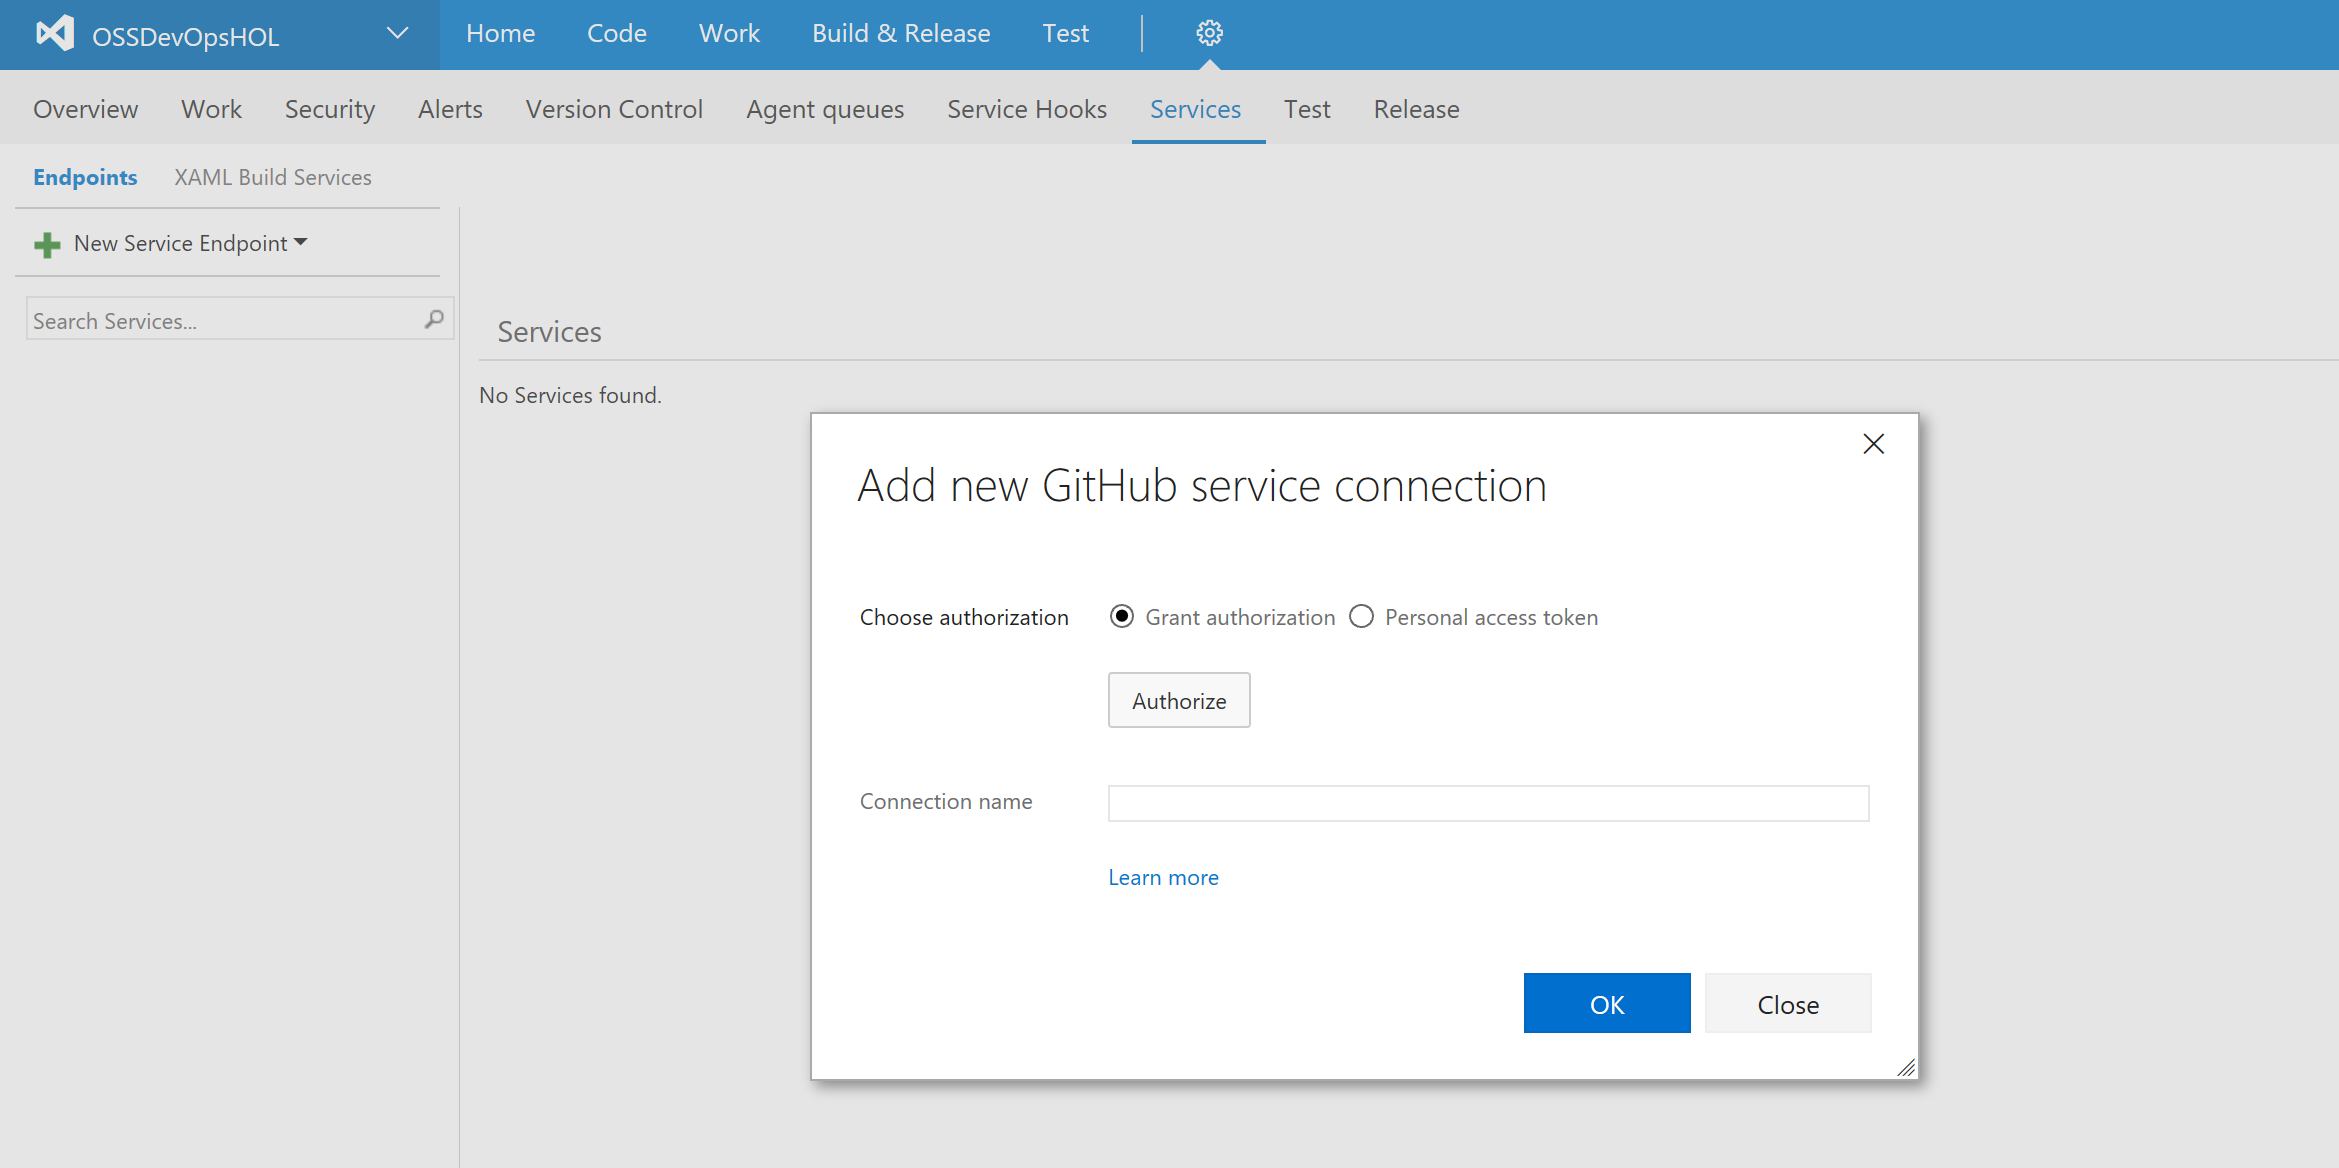 OSSDevOpsHOL Home Code Work Build & Release Test
Overview Work Security Alerts Version Control Agent queues Service Hooks Services Test Release
Endpoints XAML Build Services
New Service Endpoint
Search Services...
Services
No Services found.
Add new GitHub service connection
Choose authorization Grant authorization Personal access token
Authorize
Connection name
Learn more
OK Close